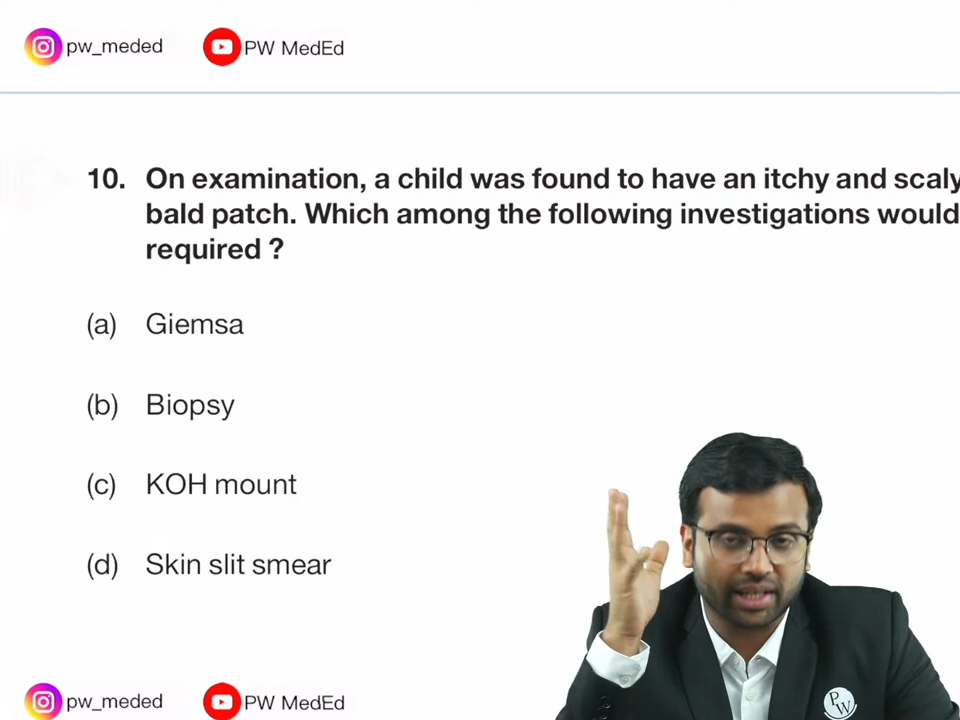 pw_meded PW MedEd
10. On examination, a child was found to have an itchy and scaly
bald patch. Which among the following investigations would
required ?
(a) Giemsa
(b) Biopsy
(c) KOH mount
(d) Skin slit smear
PW
pw_meded PW MedEd